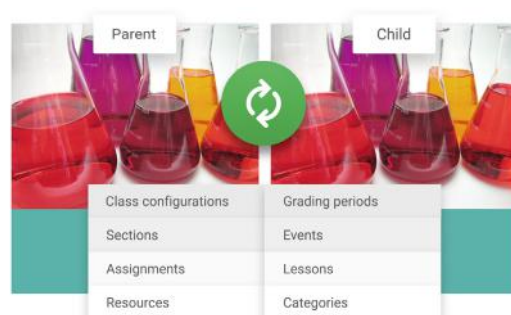 Parent Child
Class configurations Grading periods
Sections Events
Assignments Lessons
Resources Categories